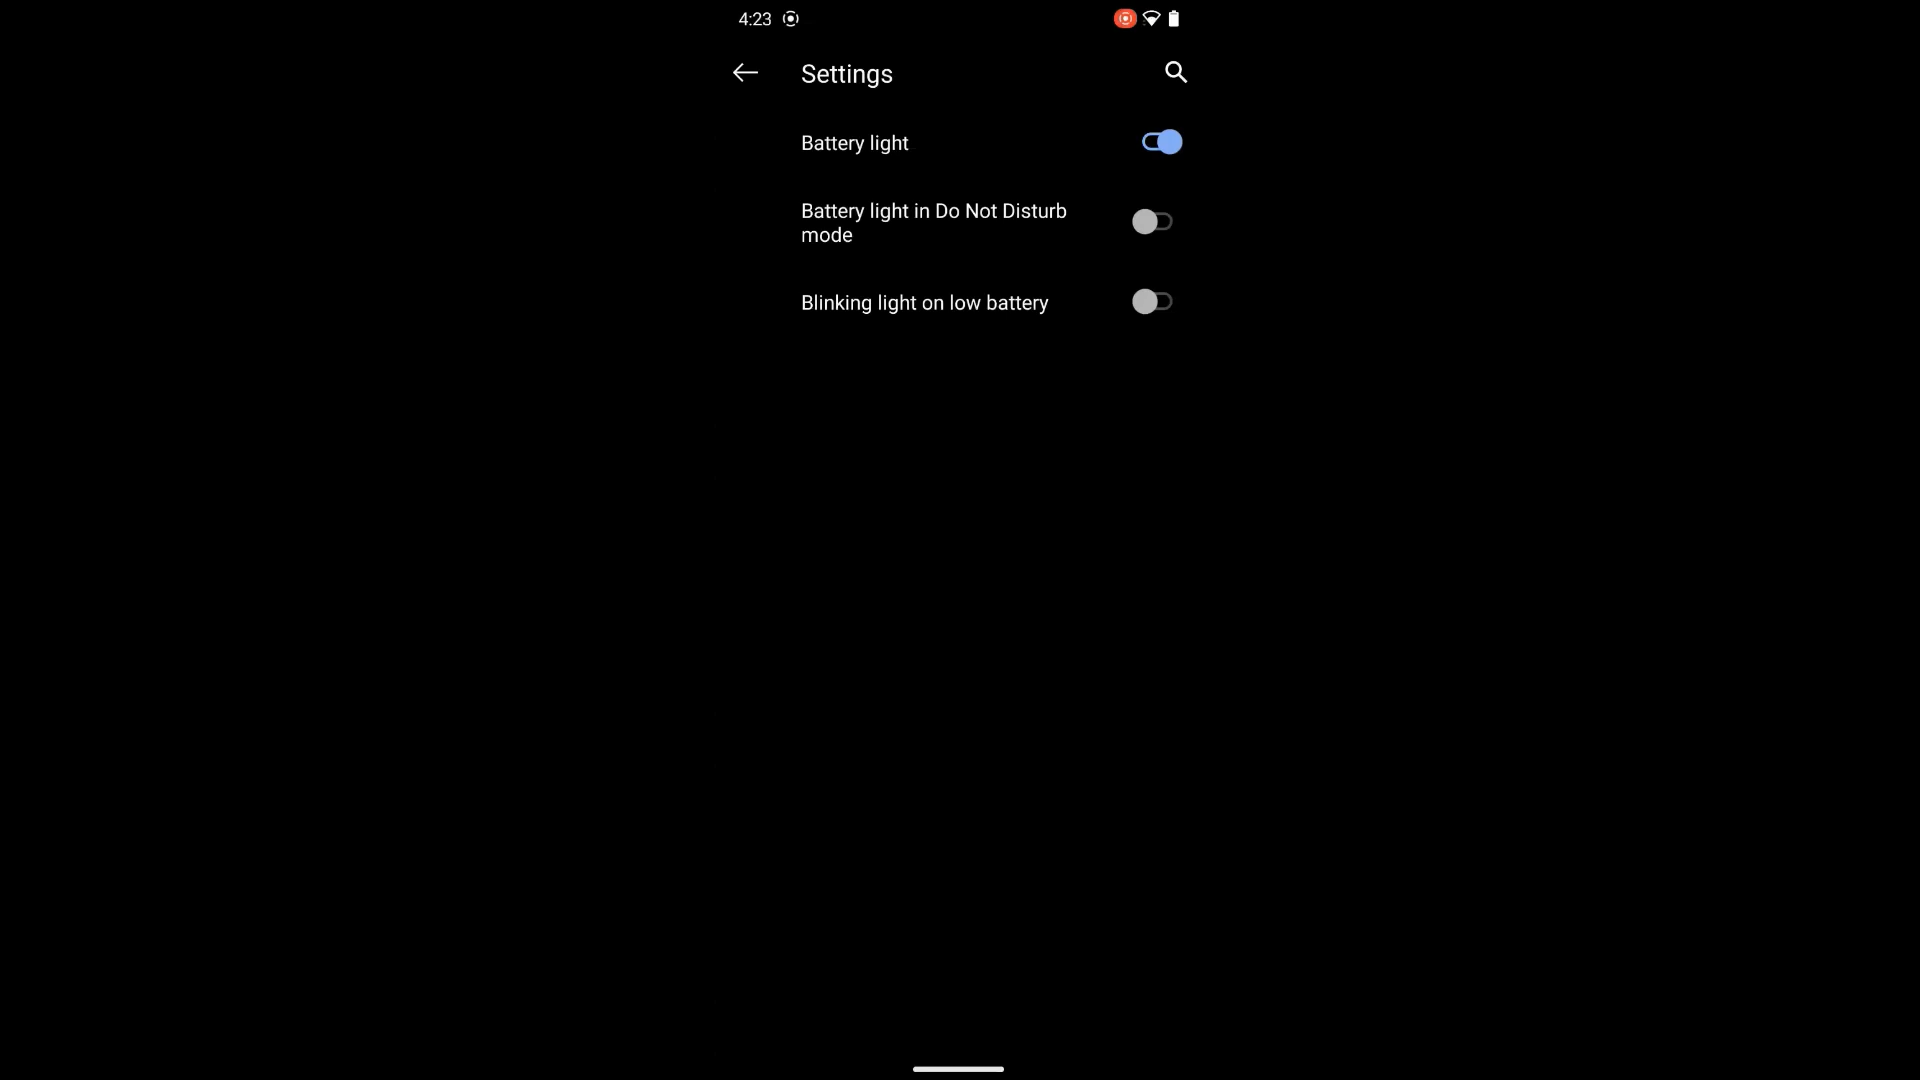 4:23
Settings
Battery light
Battery light in Do Not Disturb
mode
Blinking light on low battery